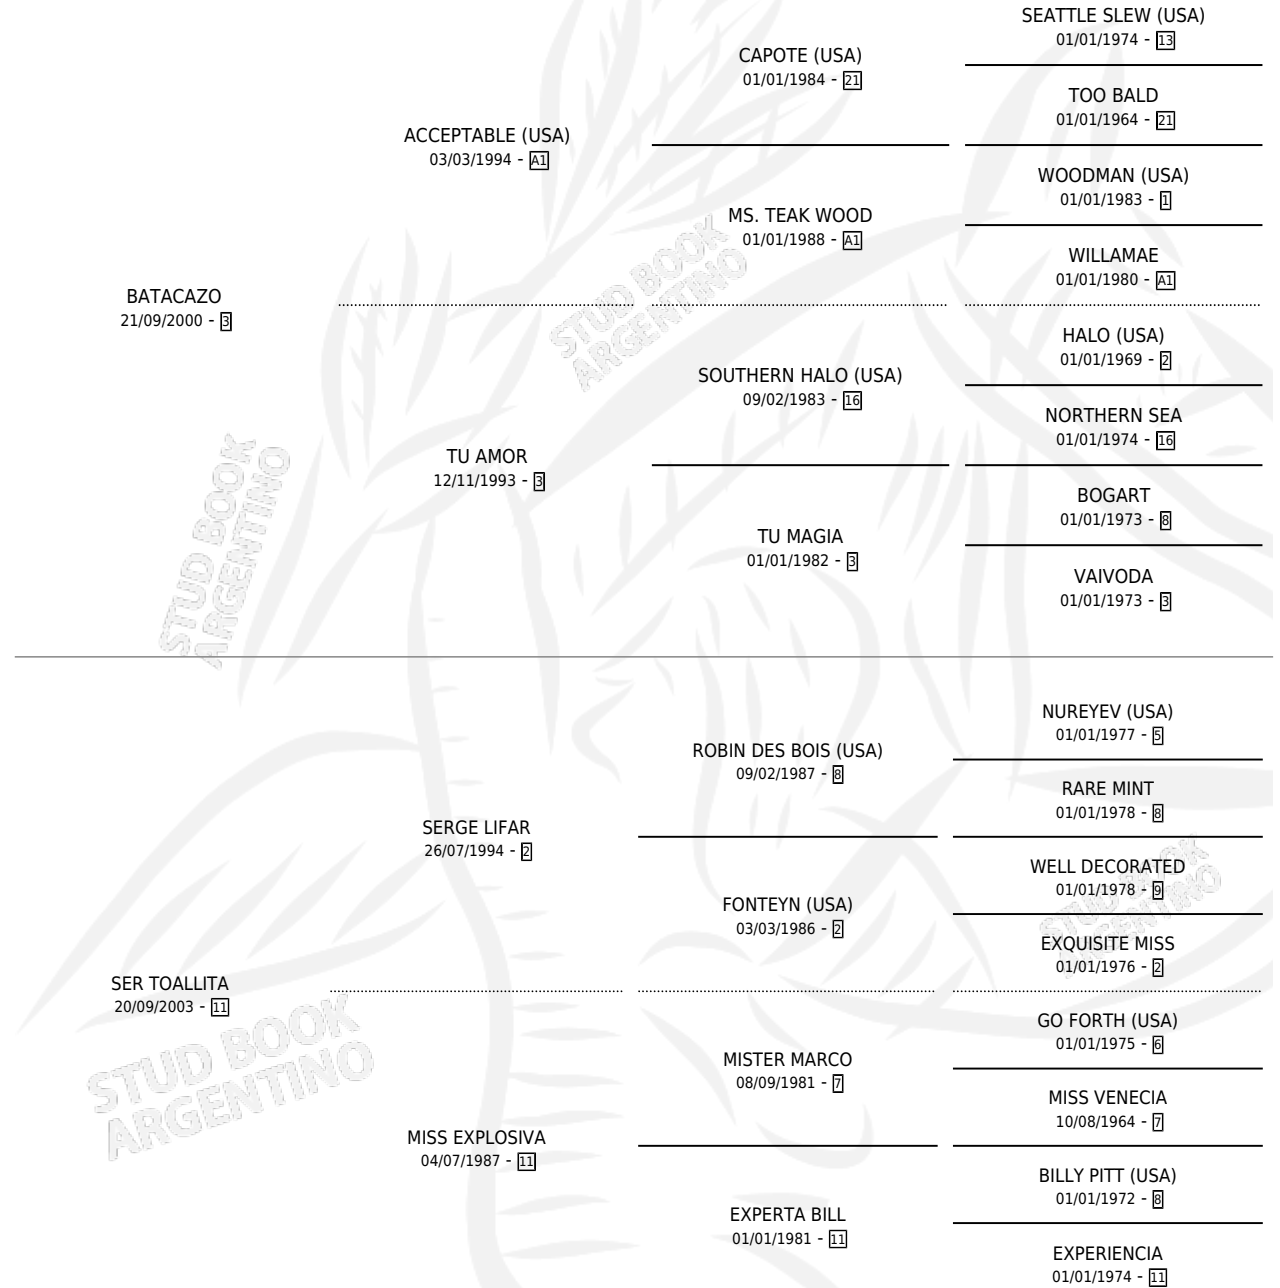 SEATTLE SLEW (USA)
01/01/1974 - 13
CAPOTE (USA)
01/01/1984 - 21
TOO BALD
01/01/1964 - 21
ACCEPTABLE (USA)
03/03/1994 - A1
WOODMAN (USA)
01/01/1983 - 1
MS. TEAK WOOD
01/01/1988 - A1
WILLAMAE
01/01/1980 - A1
BATACAZO
21/09/2000 - 3
HALO (USA)
01/01/1969 - 2
SOUTHERN HALO (USA)
09/02/1983 - 16
NORTHERN SEA
01/01/1974 - 16
TU AMOR
12/11/1993 - 3
BOGART
01/01/1973 - 8
TU MAGIA
01/01/1982 - 3
VAIVODA
01/01/1973 - 3
NUREYEV (USA)
01/01/1977 - 5
ROBIN DES BOIS (USA)
09/02/1987 - 8
RARE MINT
01/01/1978 - 8
SERGE LIFAR
26/07/1994 - 2
WELL DECORATED
01/01/1978 - 9
FONTEYN (USA)
03/03/1986 - 2
EXQUISITE MISS
01/01/1976 - 2
SER TOALLITA
20/09/2003 - 11
GO FORTH (USA)
01/01/1975 - 6
MISTER MARCO
08/09/1981 - 7
MISS VENECIA
10/08/1964 - 7
MISS EXPLOSIVA
04/07/1987 - 11
BILLY PITT (USA)
01/01/1972 - 8
EXPERTA BILL
01/01/1981 - 11
EXPERIENCIA
01/01/1974 - 11
STUD BOOK
ARGENTINO
STUD BOOK
ARGENTINO
STUD BOOK
ARGENTINO
STUD BOOK
ARGENTINO